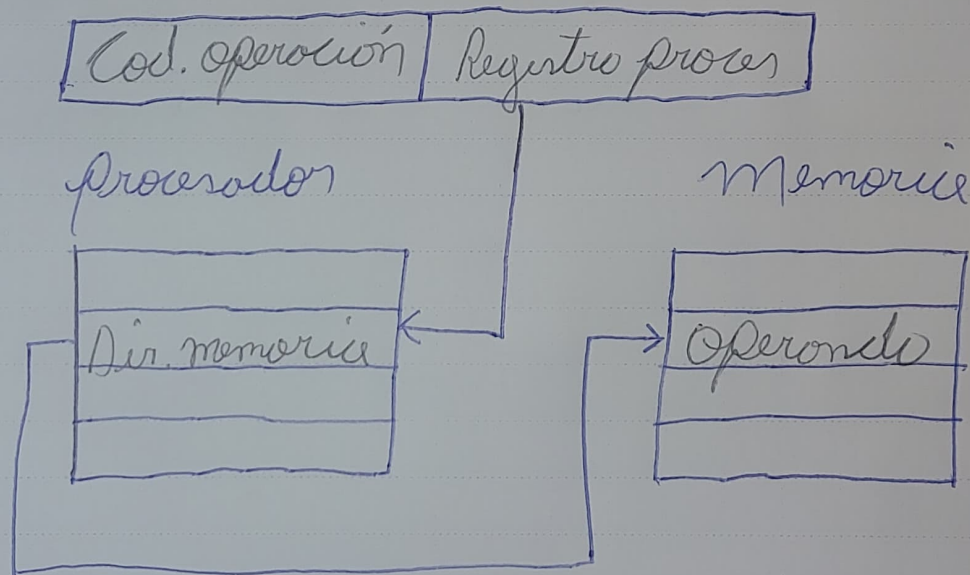 Cod. operación Registro proces
Procesador Memoria
Dir. memoria Operando